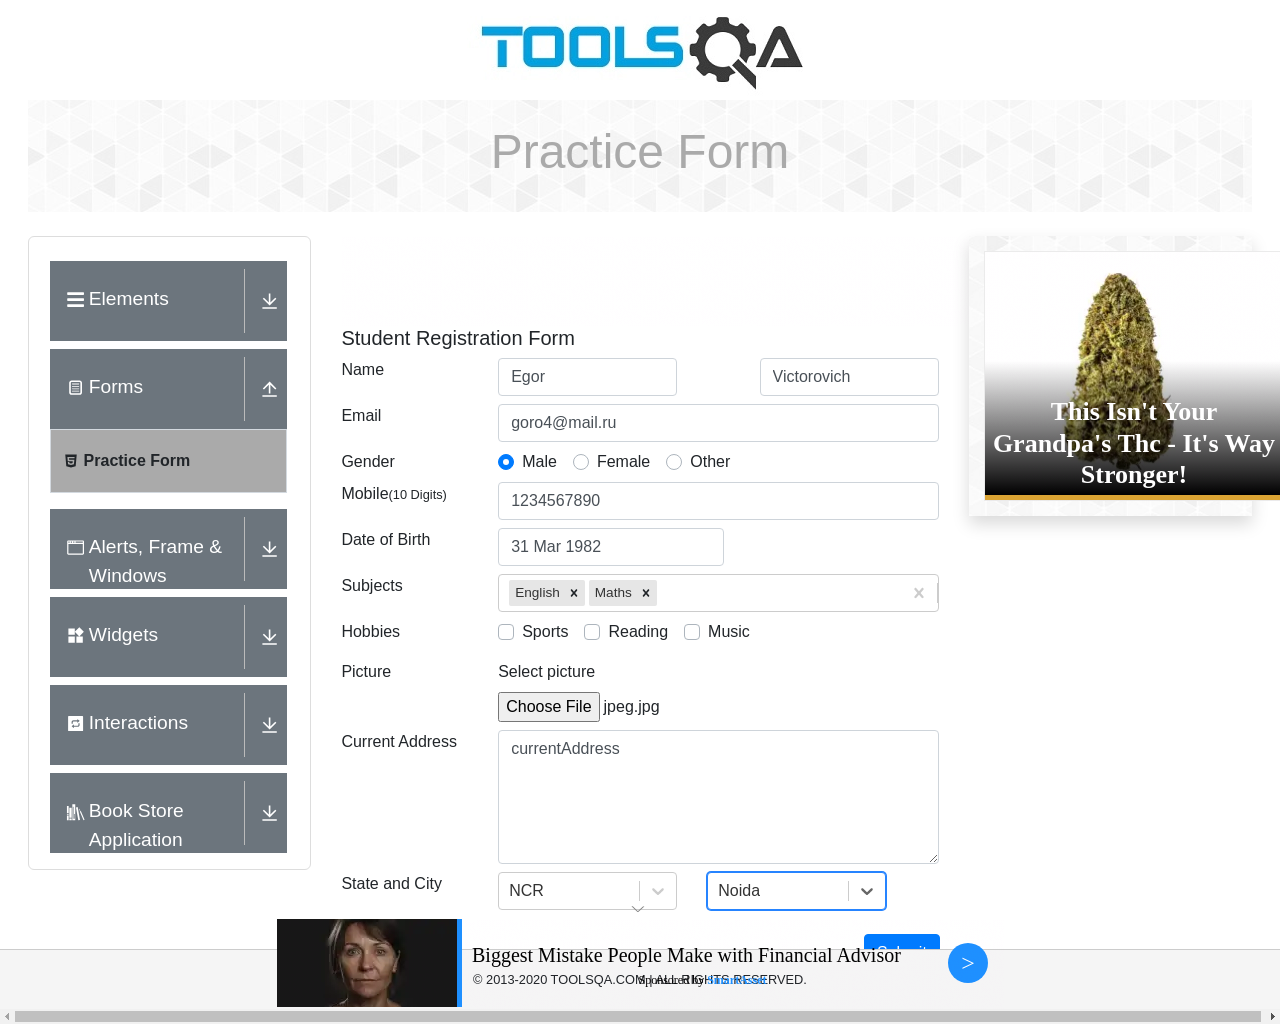 TOOLSQA
Practice Form
Elements
Forms
Practice Form
Alerts, Frame &
Windows
Widgets
Interactions
Book Store
Application
Student Registration Form
Name
Egor
Victorovich
Email
goro4@mail.ru
Gender
Male
Female
Other
Mobile(10 Digits)
1234567890
Date of Birth
31 Mar 1982
Subjects
English
Maths
Hobbies
Sports
Reading
Music
Picture
Select picture
Choose File jpeg.jpg
Current Address
currentAddress
State and City
NCR
Noida
Submit
This Isn't Your
Grandpa's Thc - It's Way
Stronger!
Biggest Mistake People Make with Financial Advisor
© 2013-2020 TOOLSQA.COM | ALL RIGHTS RESERVED.
Sponsored by
>